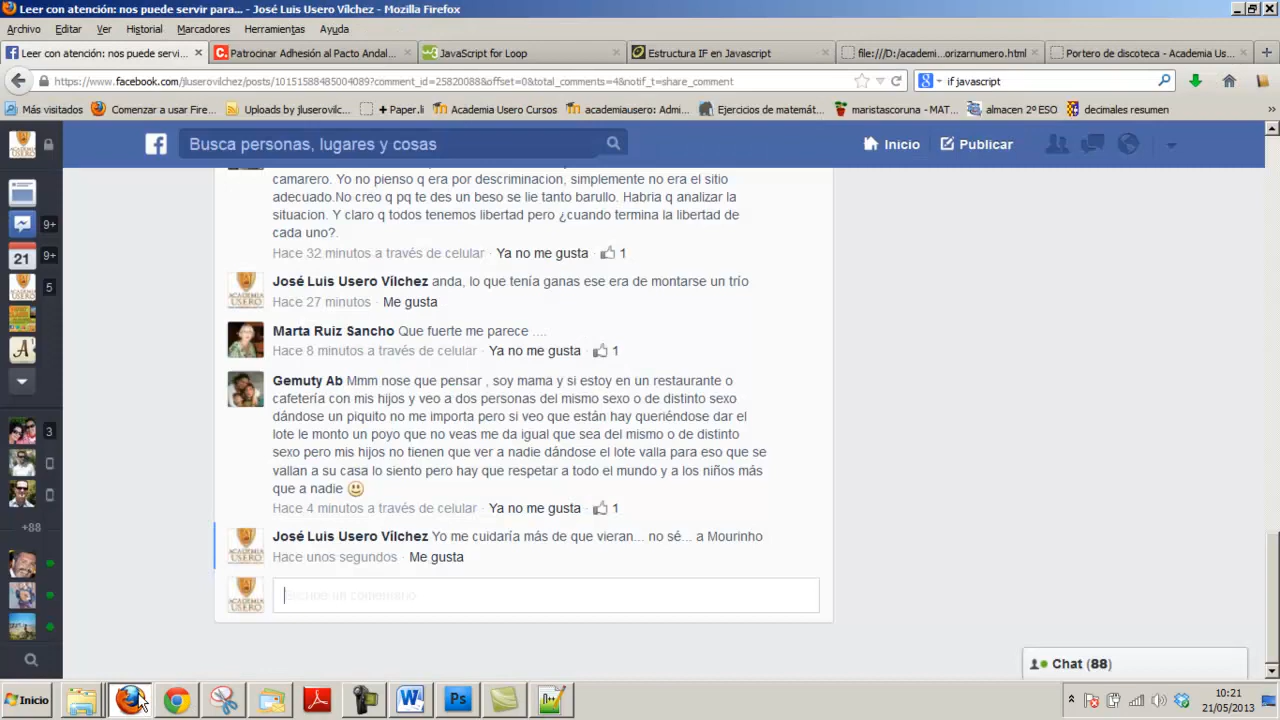 Leer con atención: nos puede servir para... - José Luis Usero Vílchez - Mozilla Firefox
Archivo Editar Ver Historial Marcadores Herramientas Ayuda
Leer con atención: nos puede servi... Patrocinar Adhesión al Pacto Andal... JavaScript for Loop Estructura IF en Javascript file:///D:/academi...orizarnumero.html Portero de discoteca - Academia Us...
https://www.facebook.com/jluserovilchez/posts/10151588485004089?comment_id=25820088&offset=0&total_comments=4&notif_t=share_comment if javascript
Más visitados Comenzar a usar Fire... Uploads by jluserovilc... + Paper.li Academia Usero Cursos academiausero: Admi... Ejercicios de matemát... maristascoruna - MAT... almacen 2º ESO decimales resumen
Busca personas, lugares y cosas Inicio Publicar
camarero. Yo no pienso q era por descriminacion, simplemente no era el sitio
adecuado.No creo q pq te des un beso se lie tanto barullo. Habria q analizar la
situacion. Y claro q todos tenemos libertad pero ¿cuando termina la libertad de
cada uno?.
Hace 32 minutos a través de celular · Ya no me gusta · 1
José Luis Usero Vílchez anda, lo que tenía ganas ese era de montarse un trío
Hace 27 minutos · Me gusta
Marta Ruiz Sancho Que fuerte me parece ....
Hace 8 minutos a través de celular · Ya no me gusta · 1
Gemuty Ab Mmm nose que pensar , soy mama y si estoy en un restaurante o
cafetería con mis hijos y veo a dos personas del mismo sexo o de distinto sexo
dándose un piquito no me importa pero si veo que están hay queriéndose dar el
lote le monto un poyo que no veas me da igual que sea del mismo o de distinto
sexo pero mis hijos no tienen que ver a nadie dándose el lote valla para eso que se
vallan a su casa lo siento pero hay que respetar a todo el mundo y a los niños más
que a nadie
Hace 4 minutos a través de celular · Ya no me gusta · 1
José Luis Usero Vílchez Yo me cuidaría más de que vieran... no sé... a Mourinho
Hace unos segundos · Me gusta
Escribe un comentario
9+
21 9+
5
3
+88
Chat (88)
Inicio
10:21
21/05/2013